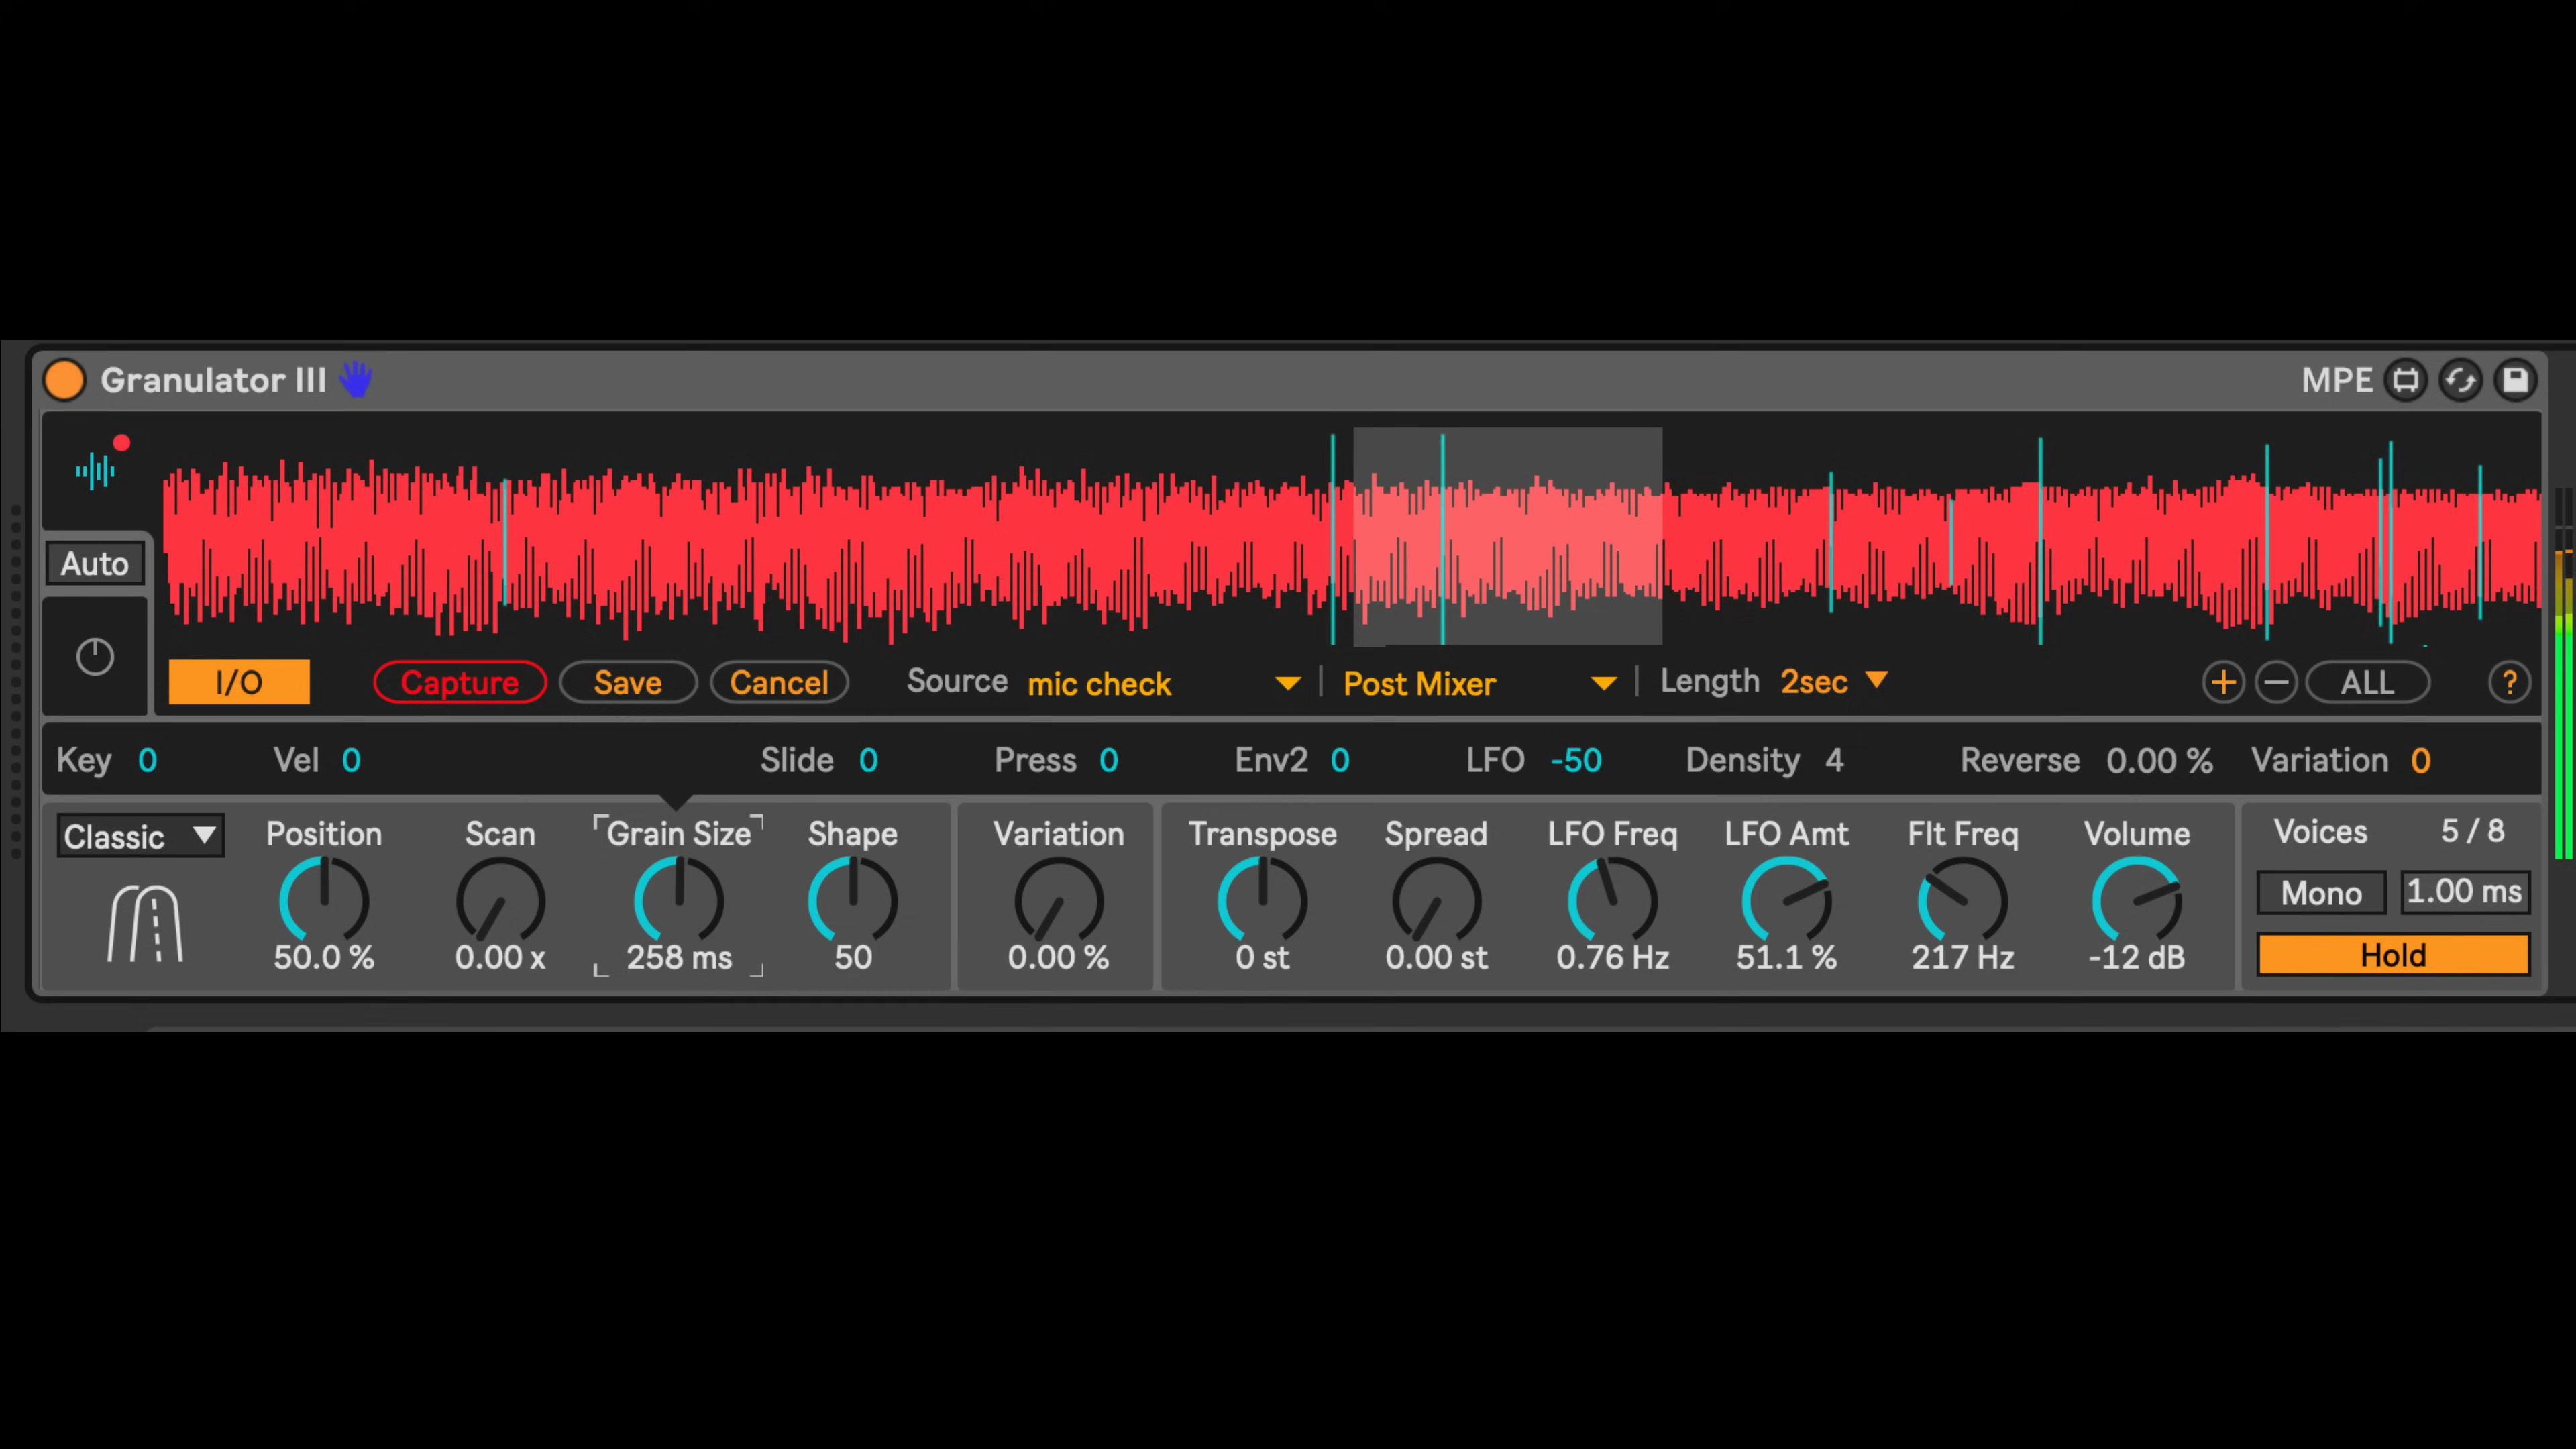 Granulator III MPE
Auto
I/O Capture Save Cancel Source mic check Post Mixer Length 2sec + − ALL ?
Key 0 Vel 0 Slide 0 Press 0 Env2 0 LFO -50 Density 4 Reverse 0.00 % Variation 0
Classic Position Scan Grain Size Shape Variation Transpose Spread LFO Freq LFO Amt Flt Freq Volume Voices 5 / 8
Mono 1.00 ms
50.0 % 0.00 x 258 ms 50 0.00 % 0 st 0.00 st 0.76 Hz 51.1 % 217 Hz -12 dB Hold